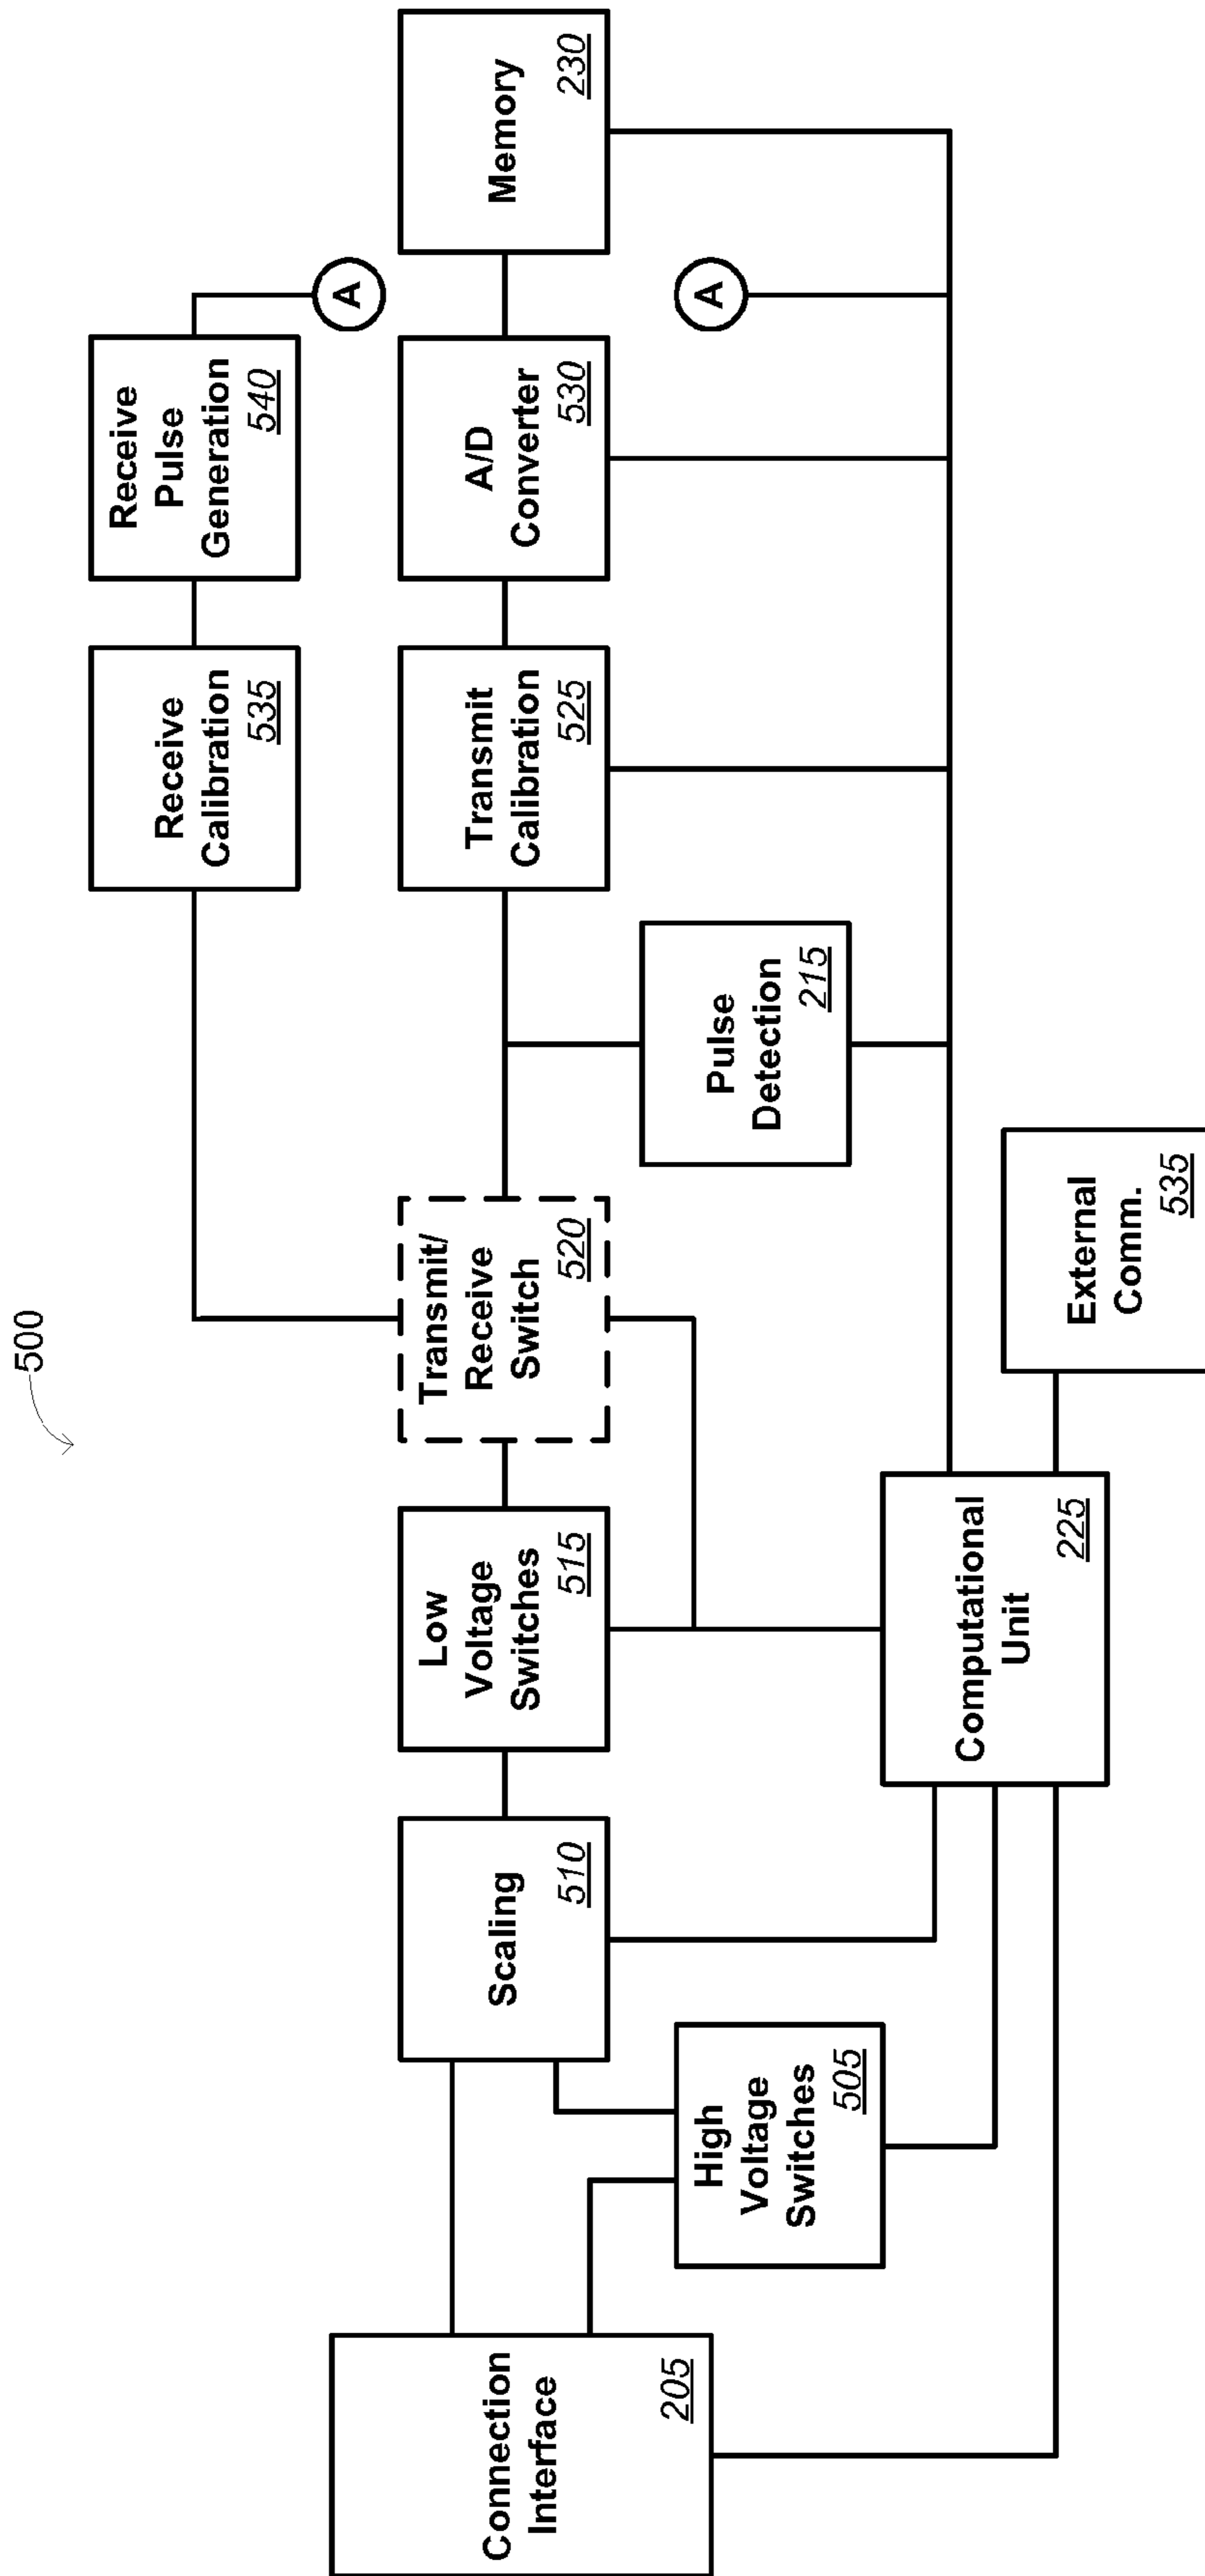 500
Receive
Calibration
535
Receive
Pulse
Generation
540
A
Connection
Interface
205
Scaling
510
Low
Voltage
Switches
515
Transmit/
Receive
Switch
520
Transmit
Calibration
525
A/D
Converter
530
Memory
230
High
Voltage
Switches
505
Pulse
Detection
215
A
Computational
Unit
225
External
Comm.
535